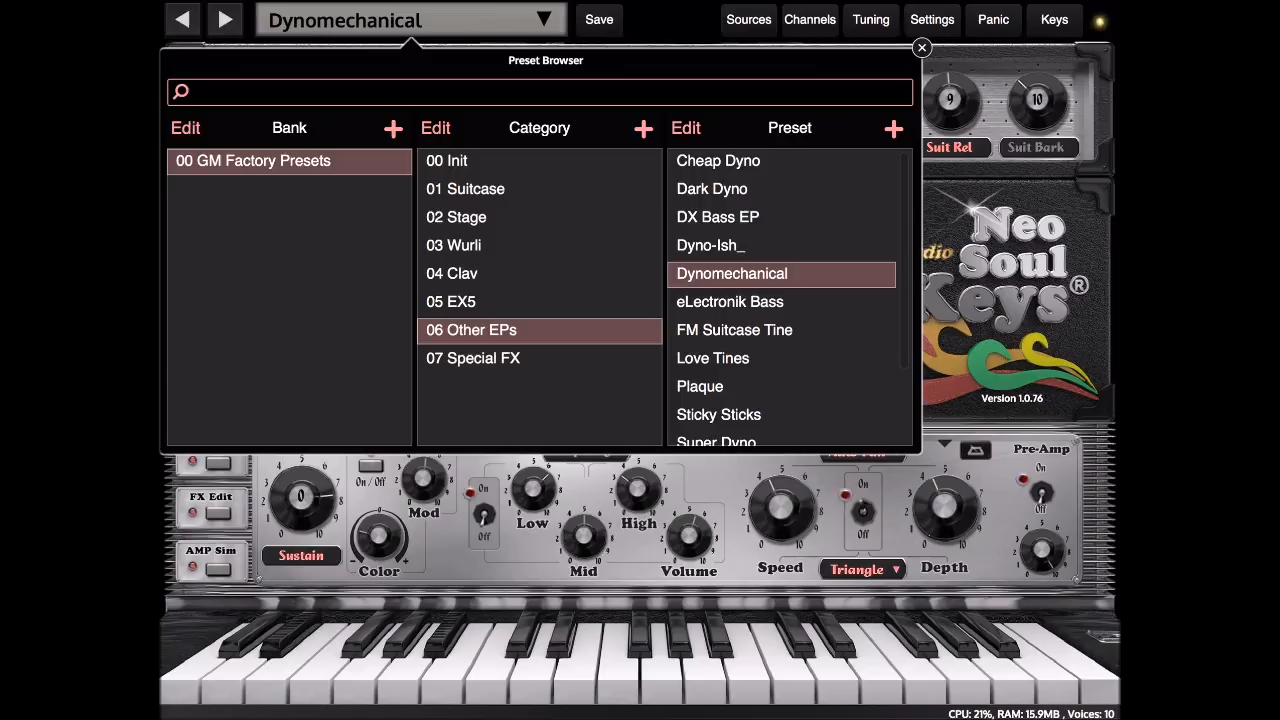 Dynomechanical
Save
Sources
Channels
Tuning
Settings
Panic
Keys
Preset Browser
Edit Bank
Edit Category
Edit Preset
00 GM Factory Presets
00 Init
01 Suitcase
02 Stage
03 Wurli
04 Clav
05 EX5
06 Other EPs
07 Special FX
Cheap Dyno
Dark Dyno
DX Bass EP
Dyno-Ish_
Dynomechanical
eLectronik Bass
FM Suitcase Tine
Love Tines
Plaque
Sticky Sticks
Super Dyno
9
10
Suit Rel
Suit Bark
Neo
Soul
Keys®
Version 1.0.76
Pre-Amp
On
Off
FX Edit
AMP Sim
0
Sustain
Mod
Color
On
Off
Low
Mid
High
Volume
Speed
On
Off
Triangle
Depth
CPU: 21%, RAM: 15.9MB , Voices: 10